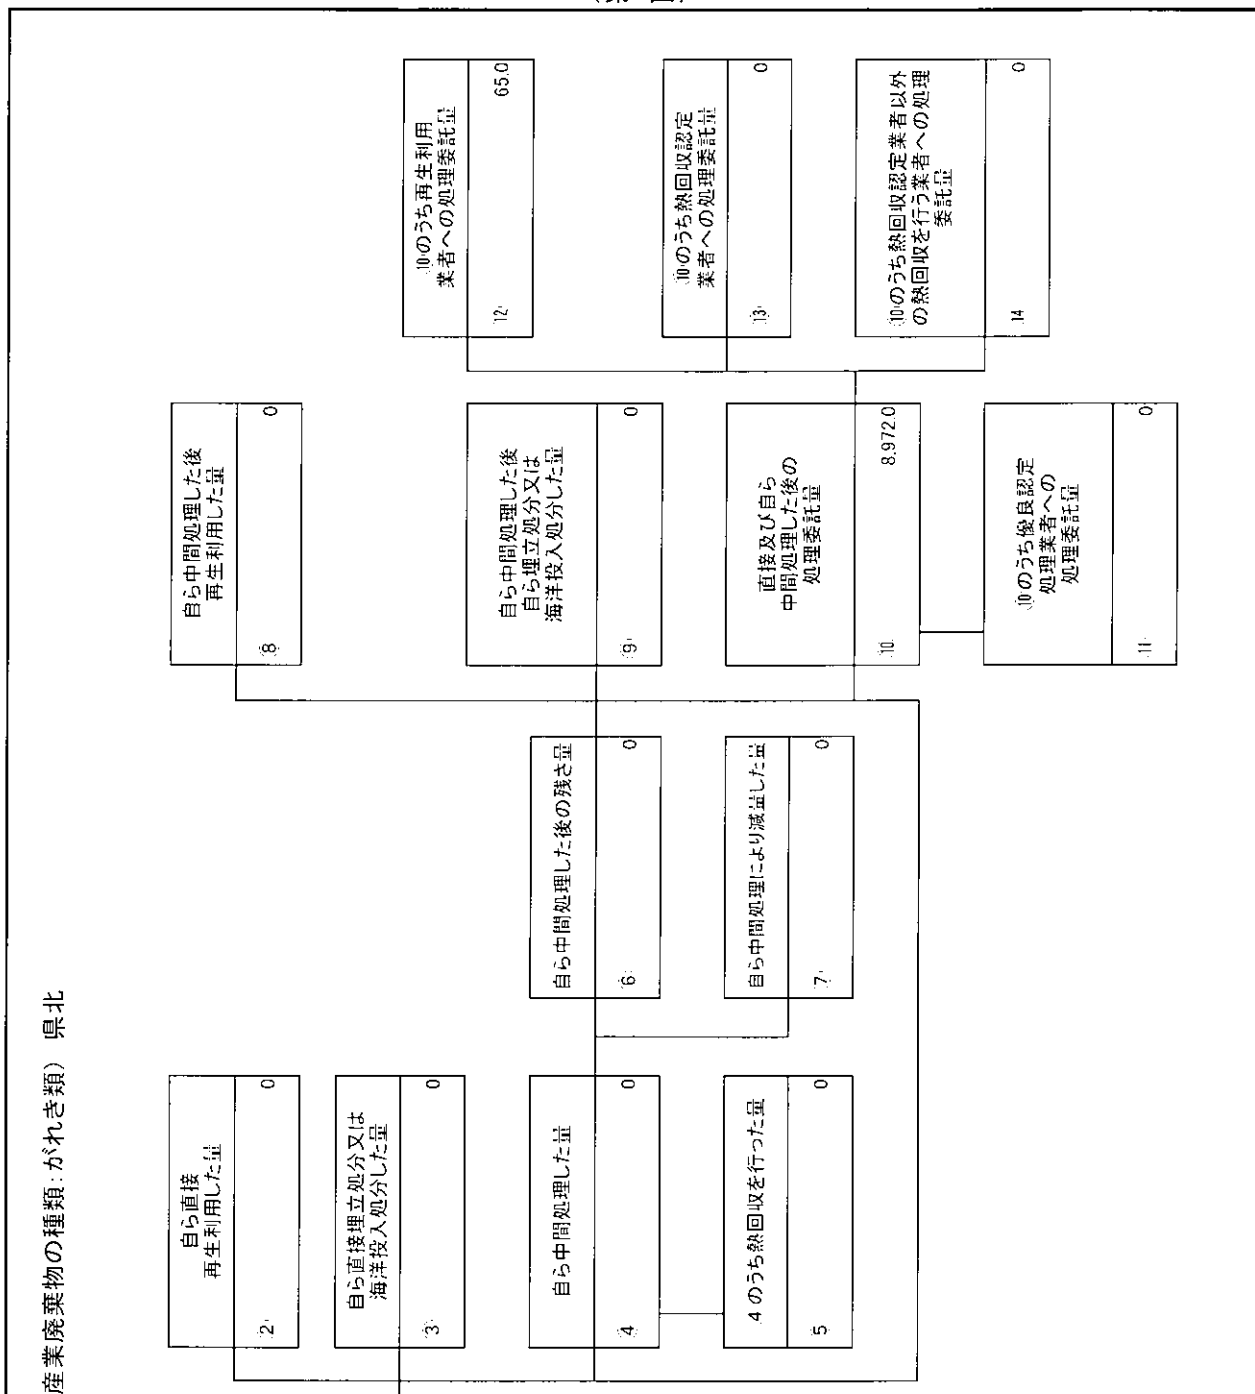 産業廃棄物の種類:がれき類) 県北
自ら直接
再生利用した量
(2) 0
自ら直接埋立処分又は
海洋投入処分した量
(3) 0
自ら中間処理した量
(4) 0
4のうち熱回収を行った量
5 0
自ら中間処理した後の残さ量
(6) 0
自ら中間処理により減量した量
(7) 0
自ら中間処理した後
再生利用した量
(8 0
自ら中間処理した後
自ら埋立処分又は
海洋投入処分した量
(9) 0
直接及び自ら
中間処理した後の
処理委託量
(10) 8,972.0
(10)のうち優良認定
処理業者への
処理委託量
(11) 0
(10)のうち再生利用
業者への処理委託量
(12) 65.0
(10)のうち熱回収認定
業者への処理委託量
(13) 0
(10)のうち熱回収認定業者以外
の熱回収を行う業者への処理
委託量
14 0